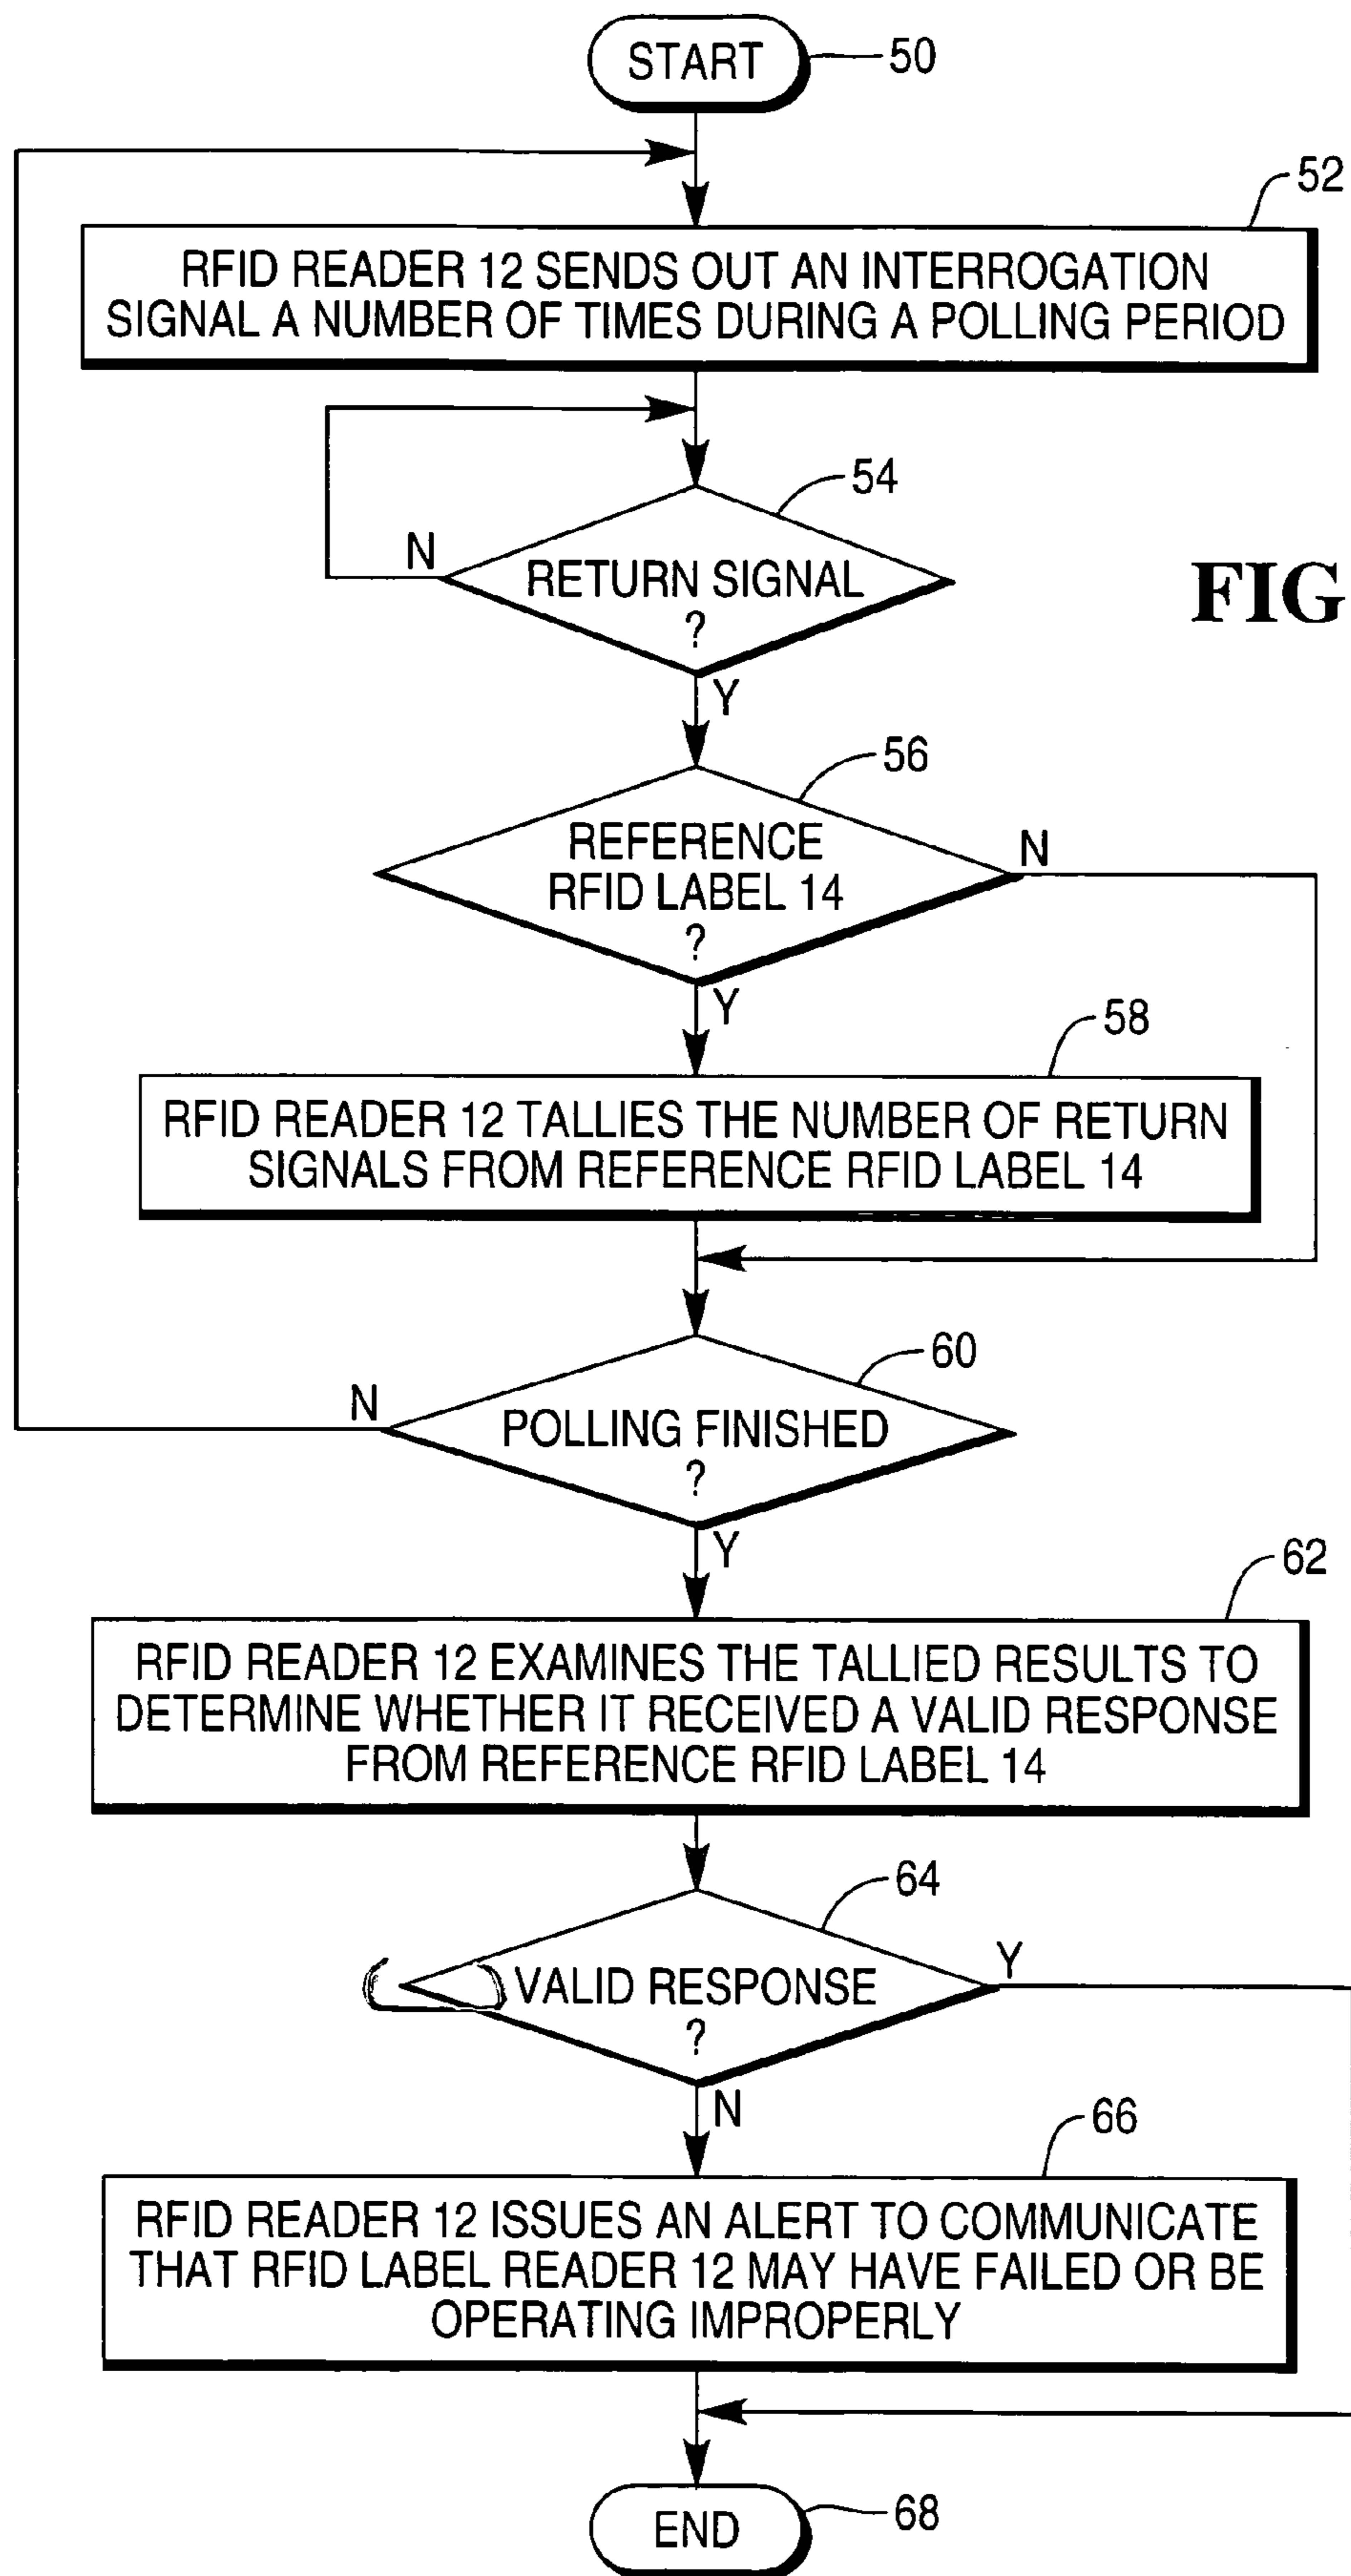 START
50
52
RFID READER 12 SENDS OUT AN INTERROGATION
SIGNAL A NUMBER OF TIMES DURING A POLLING PERIOD
54
N
RETURN SIGNAL
?
FIG
Y
56
REFERENCE
RFID LABEL 14
?
N
Y
58
RFID READER 12 TALLIES THE NUMBER OF RETURN
SIGNALS FROM REFERENCE RFID LABEL 14
60
N
POLLING FINISHED
?
Y
62
RFID READER 12 EXAMINES THE TALLIED RESULTS TO
DETERMINE WHETHER IT RECEIVED A VALID RESPONSE
FROM REFERENCE RFID LABEL 14
64
VALID RESPONSE
?
Y
N
66
RFID READER 12 ISSUES AN ALERT TO COMMUNICATE
THAT RFID LABEL READER 12 MAY HAVE FAILED OR BE
OPERATING IMPROPERLY
END
68